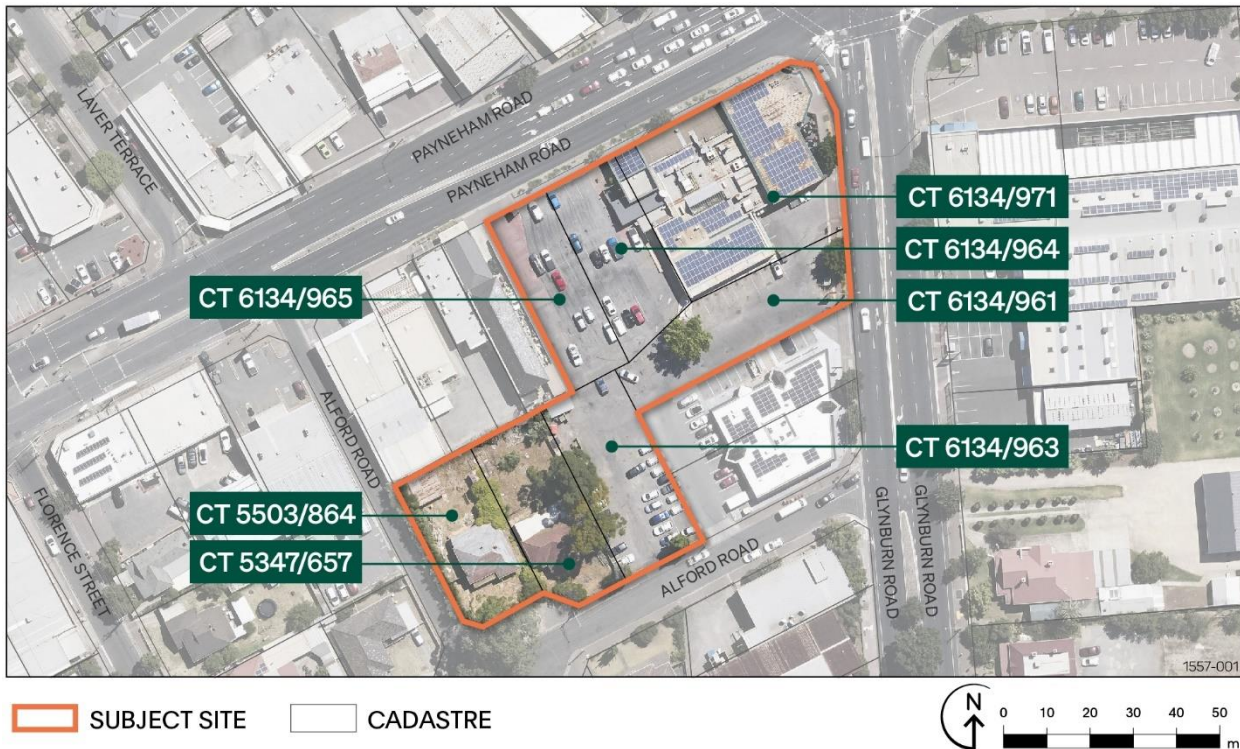 LAVER TERRACE
PAYNEHAM ROAD
PAYNEHAM ROAD
CT 6134/971
CT 6134/964
CT 6134/965
CT 6134/961
ALFORD ROAD
CT 6134/963
FLORENCE STREET
CT 5503/864
CT 5347/657
ALFORD ROAD
GLYNBURN ROAD
GLYNBURN ROAD
1557-001
SUBJECT SITE
CADASTRE
N
0 10 20 30 40 50
m